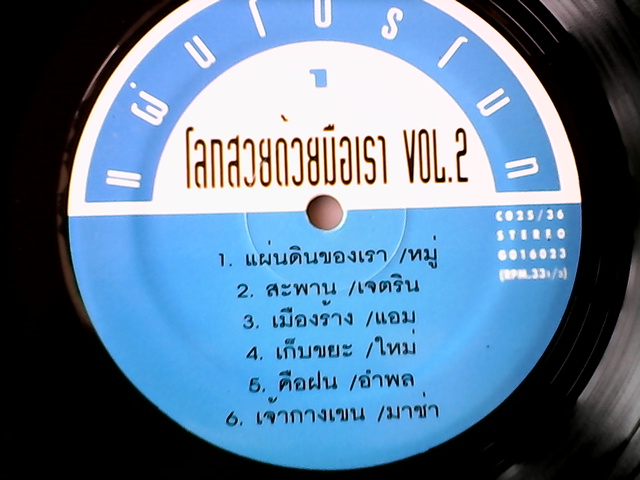 แผ่นโปรโมท
1
โลกสวยด้วยมือเรา VOL.2
C025/36
STEREO
G016023
(RPM.33 1/3)
1. แผ่นดินของเรา /หมู
2. สะพาน /เจตริน
3. เมืองร้าง /แอม
4. เก็บขยะ /ใหม่
5. คือฝน /อำพล
6. เจ้ากางเขน /มาช่า